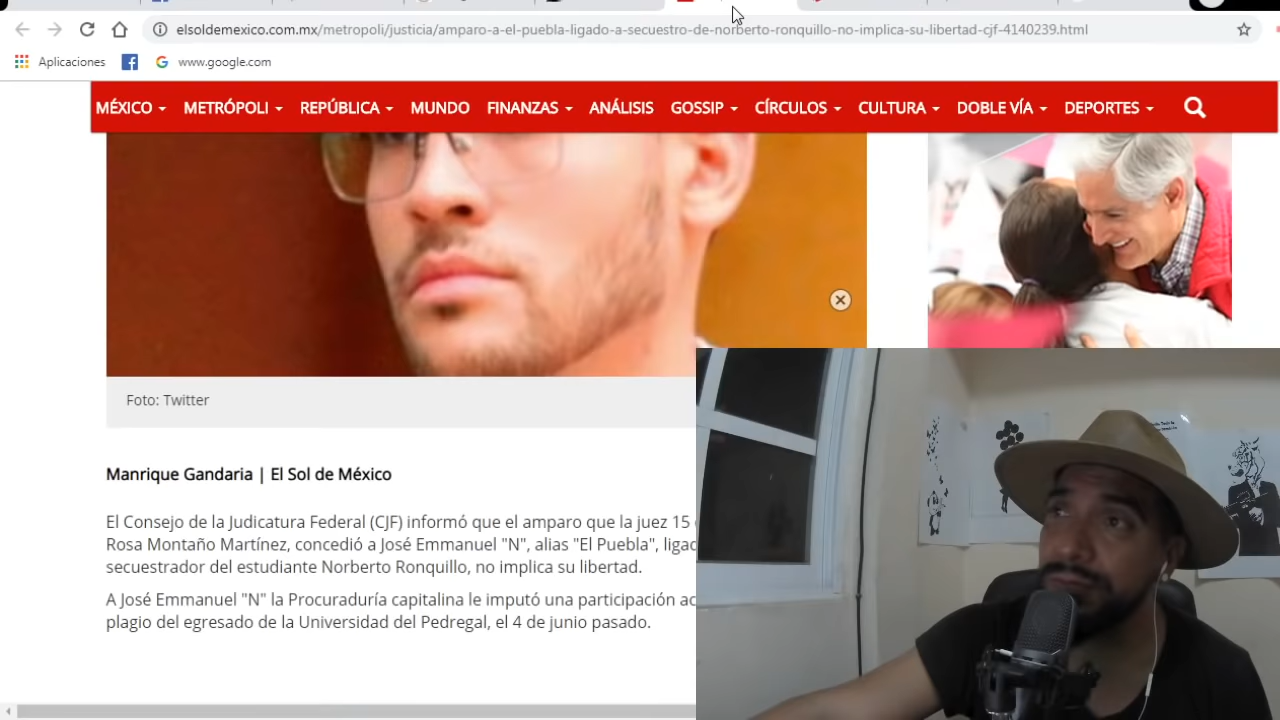 elsoldemexico.com.mx/metropoli/justicia/amparo-a-el-puebla-ligado-a-secuestro-de-norberto-ronquillo-no-implica-su-libertad-cjf-4140239.html
Aplicaciones
www.google.com
MÉXICO METRÓPOLI REPÚBLICA MUNDO FINANZAS ANÁLISIS GOSSIP CÍRCULOS CULTURA DOBLE VÍA DEPORTES
Foto: Twitter
Manrique Gandaria | El Sol de México
El Consejo de la Judicatura Federal (CJF) informó que el amparo que la juez 15
Rosa Montaño Martínez, concedió a José Emmanuel "N", alias "El Puebla", ligad
secuestrador del estudiante Norberto Ronquillo, no implica su libertad.
A José Emmanuel "N" la Procuraduría capitalina le imputó una participación ac
plagio del egresado de la Universidad del Pedregal, el 4 de junio pasado.